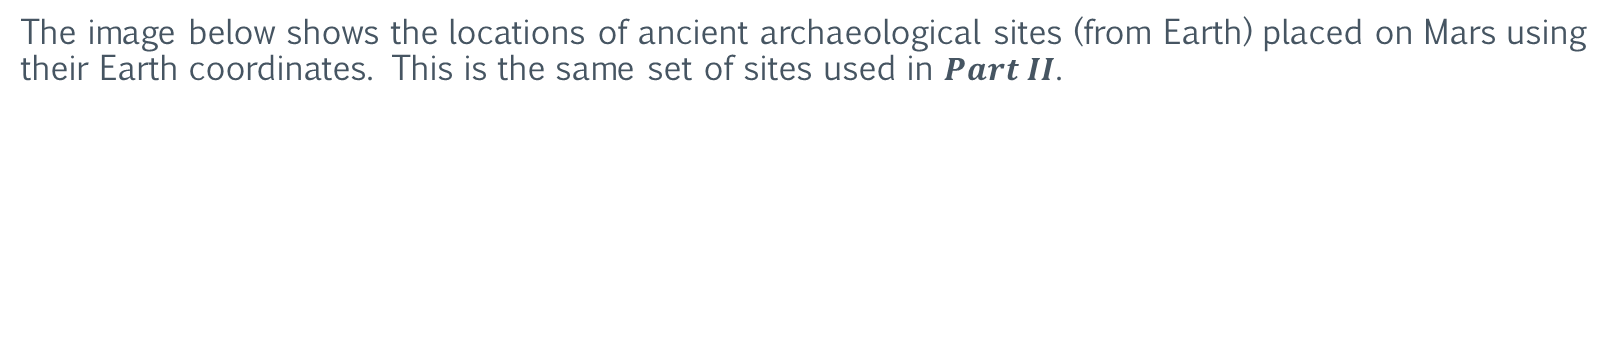 The image below shows the locations of ancient archaeological sites (from Earth) placed on Mars using
their Earth coordinates. This is the same set of sites used in Part II.